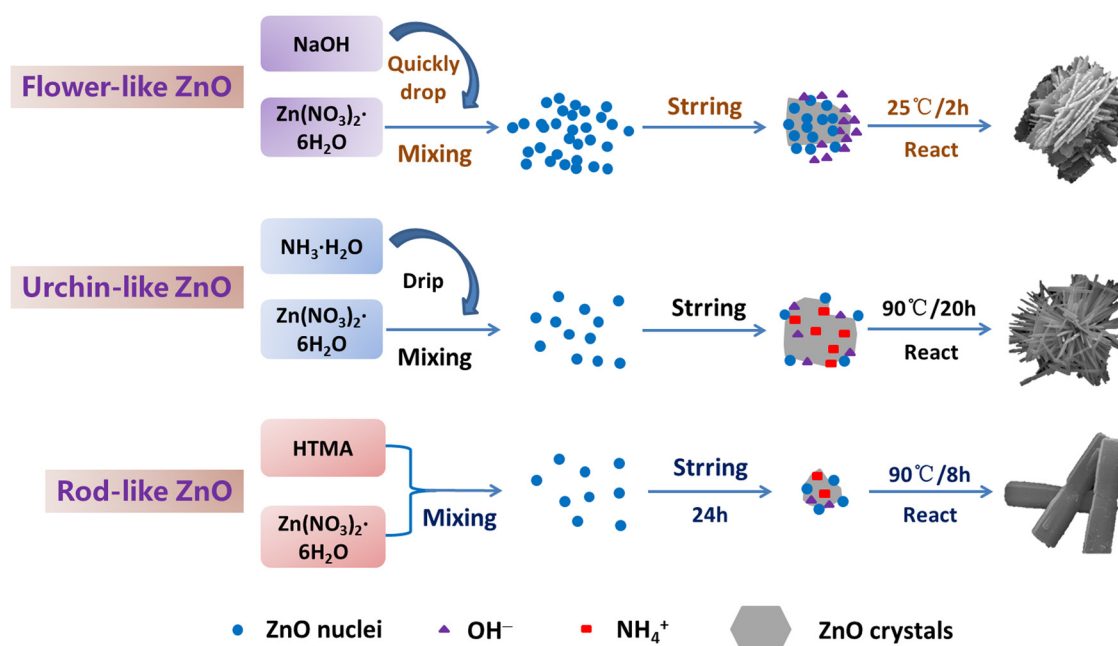 Flower-like ZnO
NaOH
Quickly
drop
Zn(NO₃)₂·
6H₂O
Mixing
Strring
25℃/2h
React
Urchin-like ZnO
NH₃·H₂O
Drip
Zn(NO₃)₂·
6H₂O
Mixing
Strring
90℃/20h
React
Rod-like ZnO
HTMA
Zn(NO₃)₂·
6H₂O
Mixing
Strring
24h
90℃/8h
React
ZnO nuclei
OH⁻
NH₄⁺
ZnO crystals